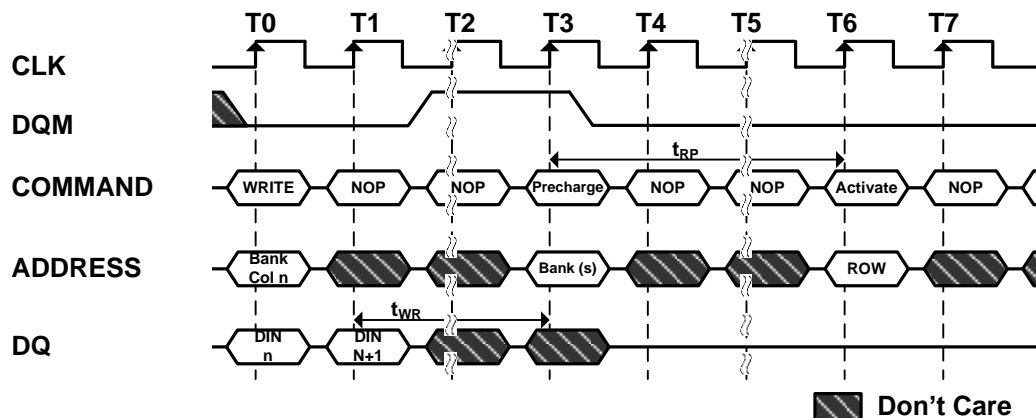 T0 T1 T2 T3 T4 T5 T6 T7
CLK
DQM
tRP
COMMAND WRITE NOP NOP Precharge NOP NOP Activate NOP
ADDRESS Bank Col n Bank (s) ROW
tWR
DQ DIN n DIN N+1
Don't Care